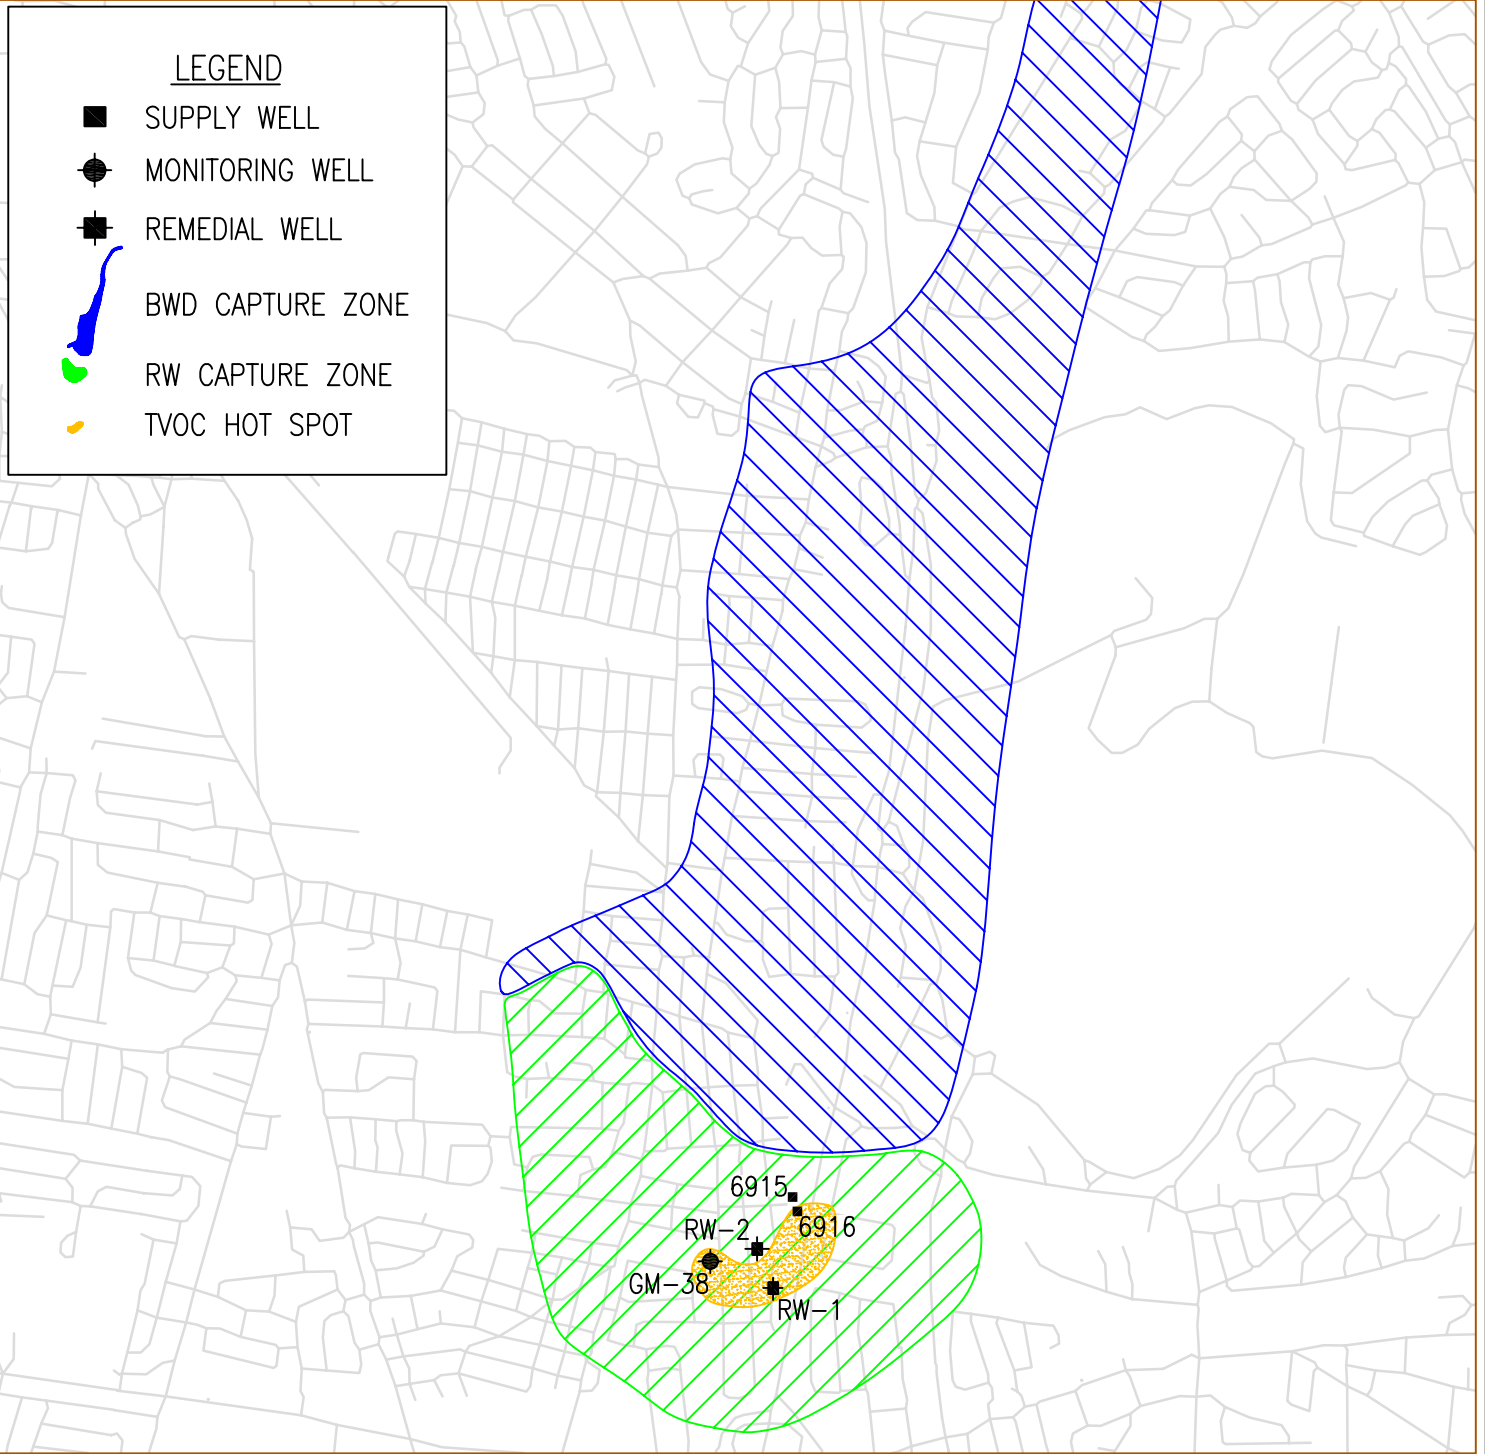 LEGEND
SUPPLY WELL
MONITORING WELL
REMEDIAL WELL
BWD CAPTURE ZONE
RW CAPTURE ZONE
TVOC HOT SPOT
6915
6916
RW-2
GM-38
RW-1